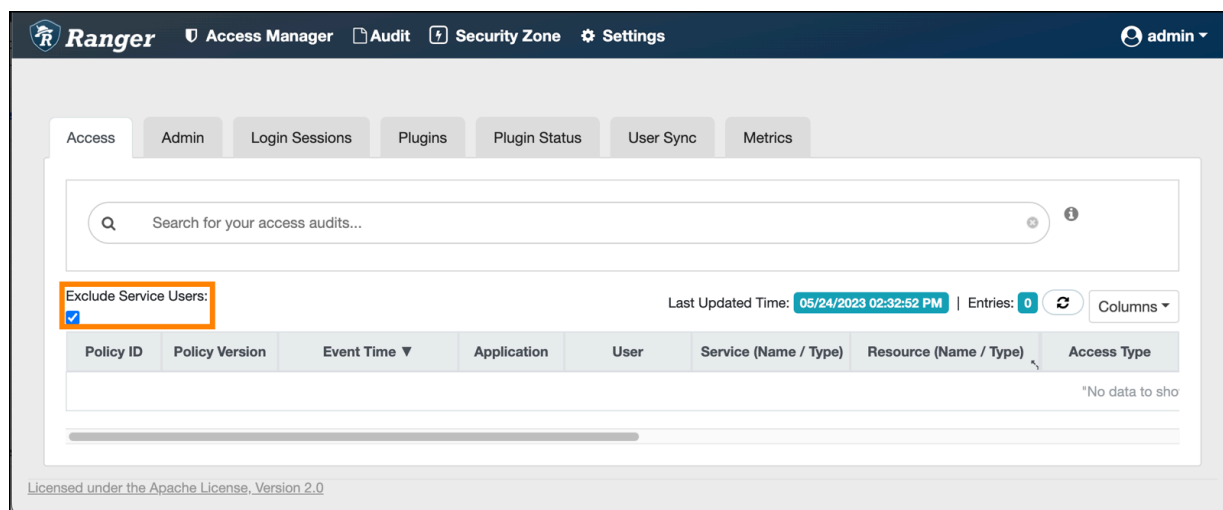 Ranger Access Manager Audit Security Zone Settings admin
Access Admin Login Sessions Plugins Plugin Status User Sync Metrics
Search for your access audits...
Exclude Service Users:
Last Updated Time: 05/24/2023 02:32:52 PM | Entries: 0 Columns
Policy ID Policy Version Event Time ▼ Application User Service (Name / Type) Resource (Name / Type) Access Type
"No data to sho
Licensed under the Apache License, Version 2.0